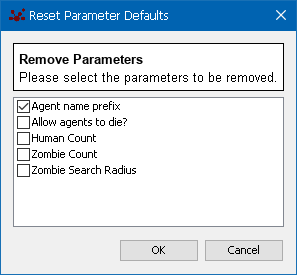 Reset Parameter Defaults
Remove Parameters
Please select the parameters to be removed.
Agent name prefix
Allow agents to die?
Human Count
Zombie Count
Zombie Search Radius
OK
Cancel